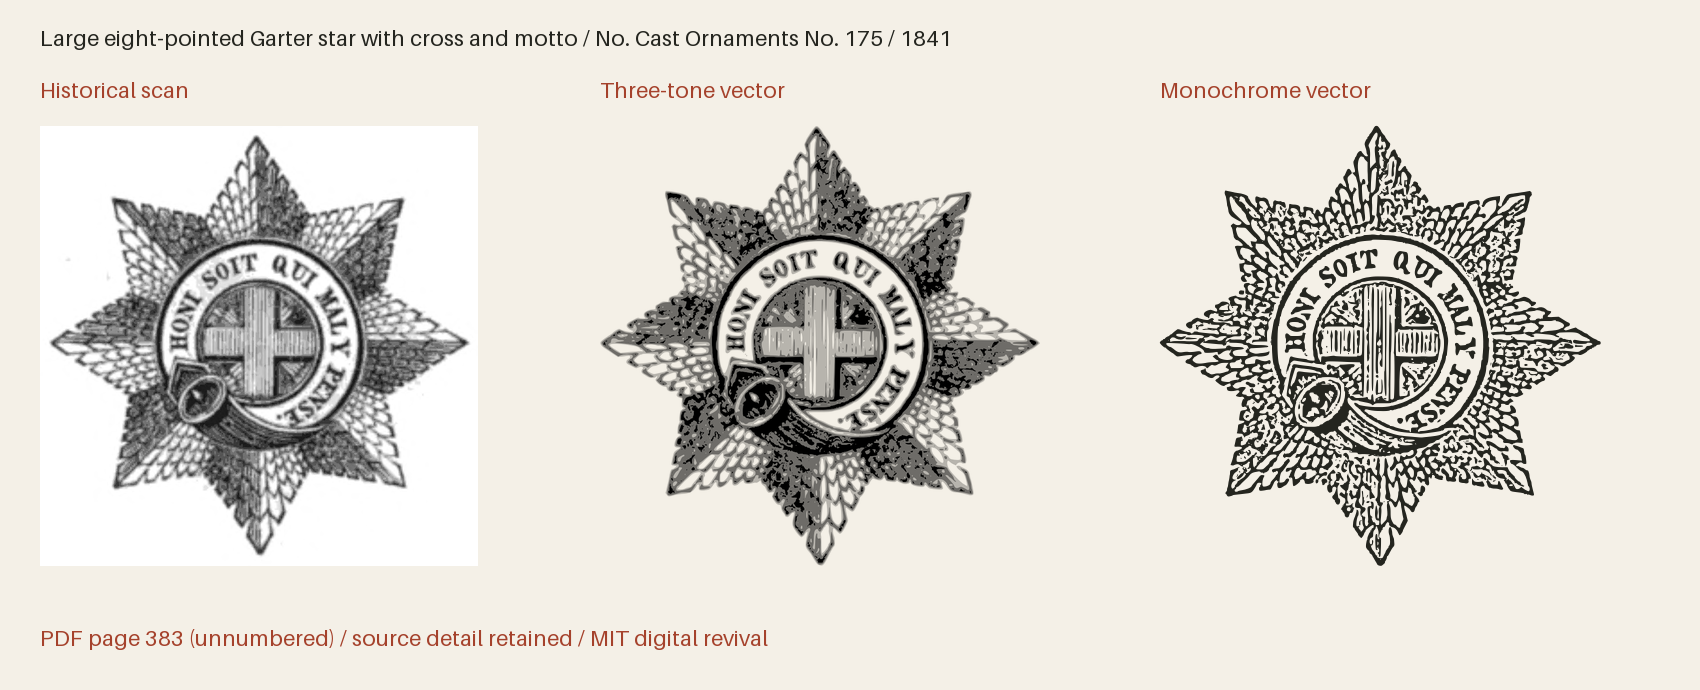 Large eight-pointed Garter star with cross and motto / No. Cast Ornaments No. 175 / 1841
Historical scan
Three-tone vector
Monochrome vector
HONI SOIT QUI MALY PENSE.
HONI SOIT QUI MALY PENSE.
HONI SOIT QUI MALY PENSE.
PDF page 383 (unnumbered) / source detail retained / MIT digital revival